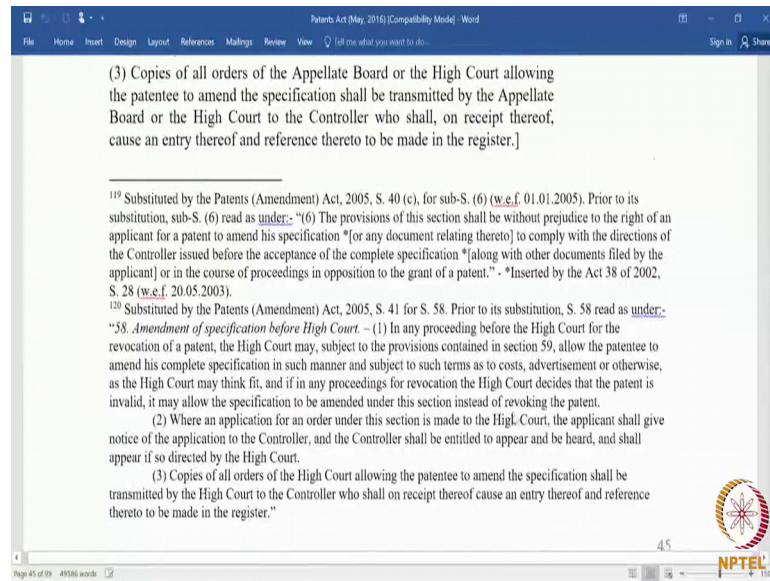 Patents Act (May, 2016) [Compatibility Mode] - Word
File Home Insert Design Layout References Mailings Review View Tell me what you want to do... Sign in Share
(3) Copies of all orders of the Appellate Board or the High Court allowing
the patentee to amend the specification shall be transmitted by the Appellate
Board or the High Court to the Controller who shall, on receipt thereof,
cause an entry thereof and reference thereto to be made in the register.]
119 Substituted by the Patents (Amendment) Act, 2005, S. 40 (c), for sub-S. (6) (w.e.f. 01.01.2005). Prior to its
substitution, sub-S. (6) read as under:- “(6) The provisions of this section shall be without prejudice to the right of an
applicant for a patent to amend his specification *[or any document relating thereto] to comply with the directions of
the Controller issued before the acceptance of the complete specification *[along with other documents filed by the
applicant] or in the course of proceedings in opposition to the grant of a patent.” - *Inserted by the Act 38 of 2002,
S. 28 (w.e.f. 20.05.2003).
120 Substituted by the Patents (Amendment) Act, 2005, S. 41 for S. 58. Prior to its substitution, S. 58 read as under:-
“58. Amendment of specification before High Court. – (1) In any proceeding before the High Court for the
revocation of a patent, the High Court may, subject to the provisions contained in section 59, allow the patentee to
amend his complete specification in such manner and subject to such terms as to costs, advertisement or otherwise,
as the High Court may think fit, and if in any proceedings for revocation the High Court decides that the patent is
invalid, it may allow the specification to be amended under this section instead of revoking the patent.
(2) Where an application for an order under this section is made to the High Court, the applicant shall give
notice of the application to the Controller, and the Controller shall be entitled to appear and be heard, and shall
appear if so directed by the High Court.
(3) Copies of all orders of the High Court allowing the patentee to amend the specification shall be
transmitted by the High Court to the Controller who shall on receipt thereof cause an entry thereof and reference
thereto to be made in the register.”
45
NPTEL
Page 45 of 99 49586 words